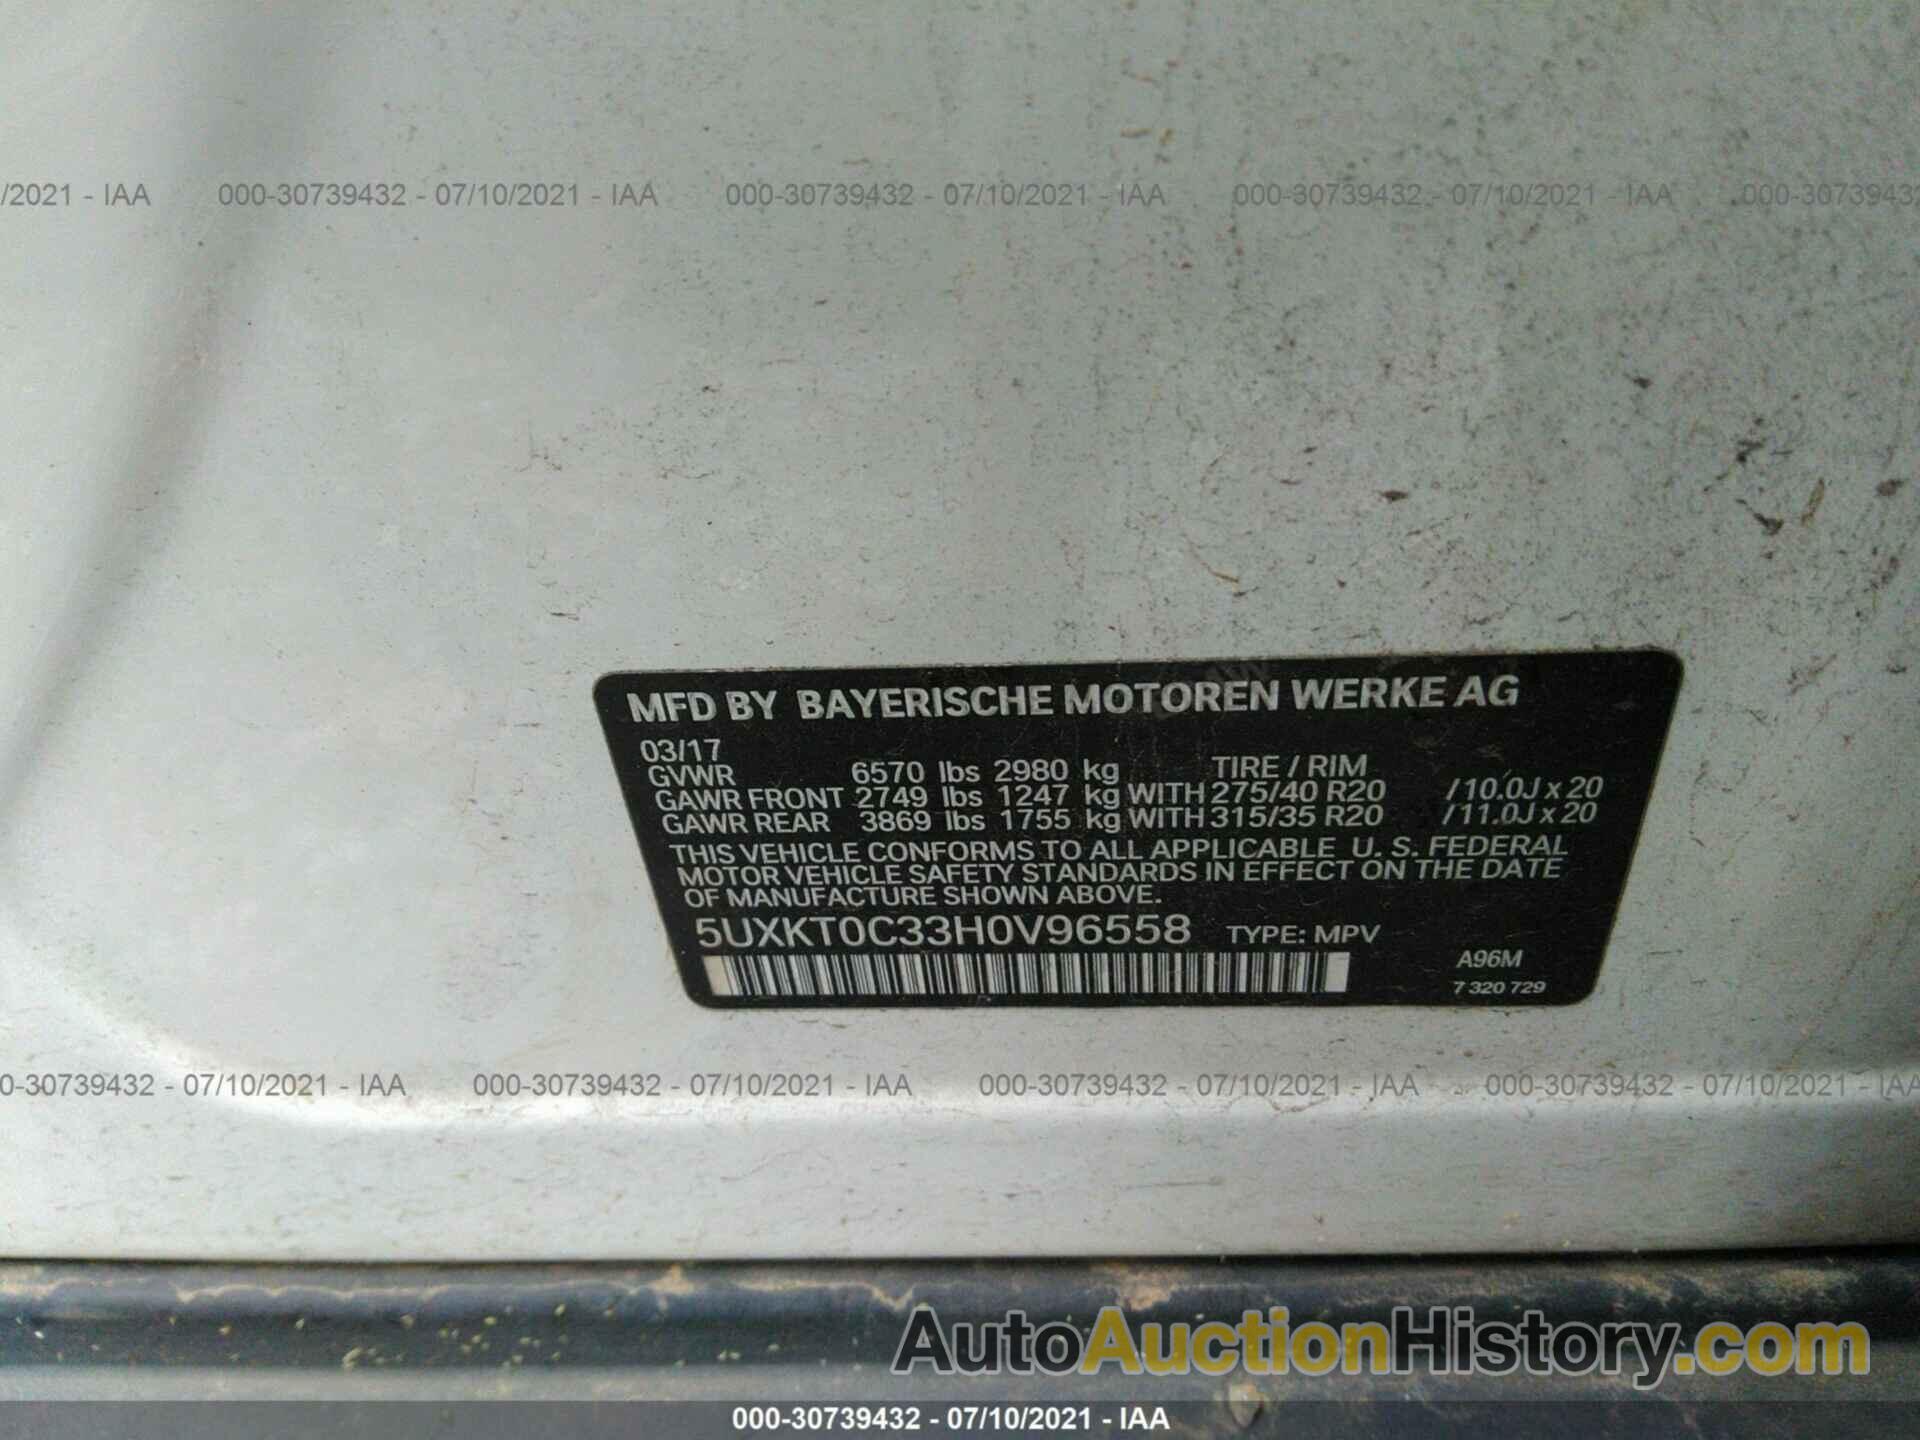 /2021 - IAA 000-30739432 - 07/10/2021 - IAA 000-30739432 - 07/10/2021 - IAA 000-30739432 - 07/10/2021 - IAA 000-3073943
MFD BY BAYERISCHE MOTOREN WERKE AG
03/17
GVWR 6570 lbs 2980 kg TIRE / RIM
GAWR FRONT 2749 lbs 1247 kg WITH 275/40 R20 /10.0J x 20
GAWR REAR 3869 lbs 1755 kg WITH 315/35 R20 /11.0J x 20
THIS VEHICLE CONFORMS TO ALL APPLICABLE U. S. FEDERAL
MOTOR VEHICLE SAFETY STANDARDS IN EFFECT ON THE DATE
OF MANUFACTURE SHOWN ABOVE.
5UXKT0C33H0V96558 TYPE: MPV
A96M
7 320 729
0-30739432 - 07/10/2021 - IAA 000-30739432 - 07/10/2021 - IAA 000-30739432 - 07/10/2021 - IAA 000-30739432 - 07/10/2021 - IAA
AutoAuctionHistory.com
000-30739432 - 07/10/2021 - IAA